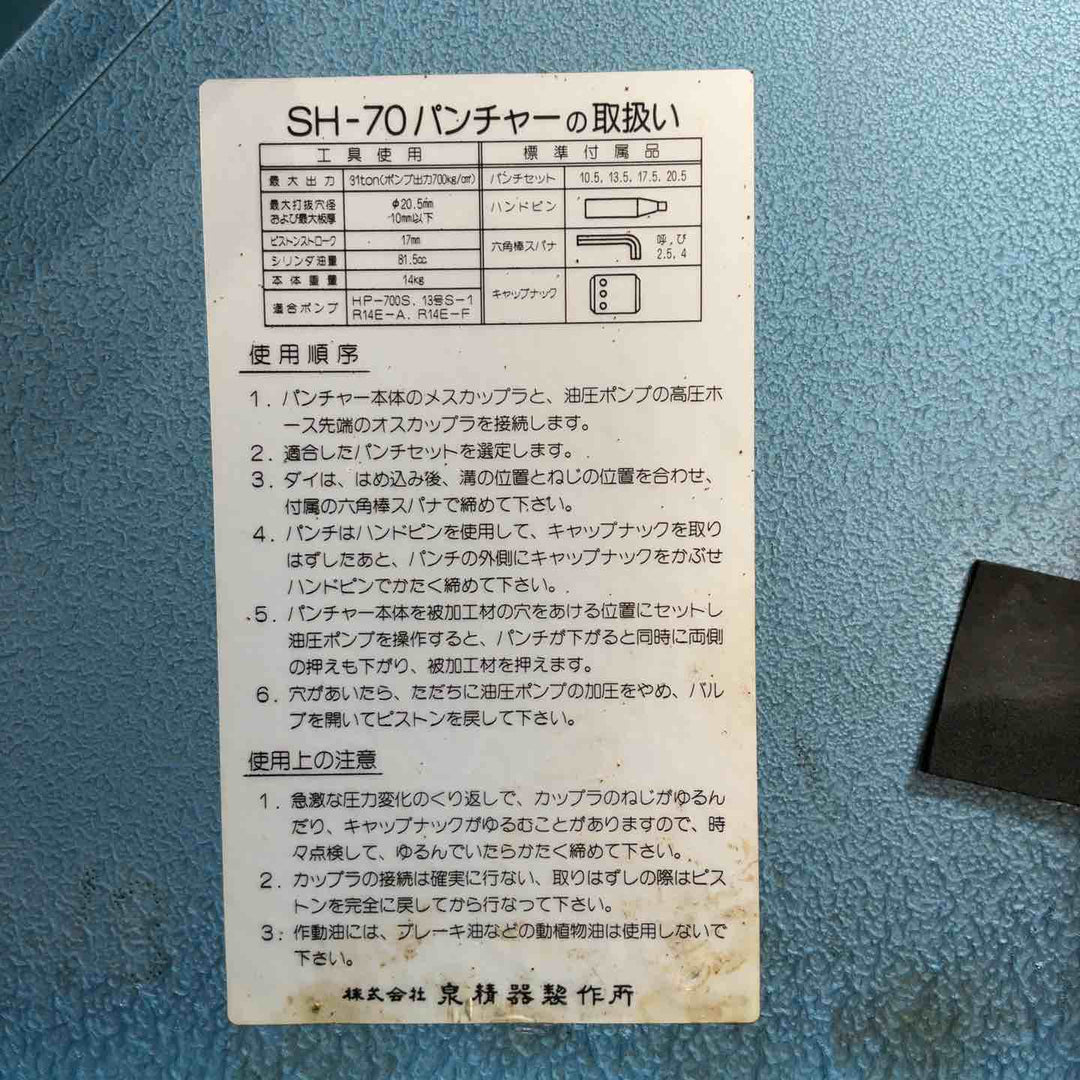 SH-70パンチャーの取扱い
工具使用 標準付属品
最大出力 31ton(ポンプ出力700kg/cm²) パンチセット 10.5, 13.5, 17.5, 20.5
最大打抜穴径 φ20.5mm
および最大板厚 10mm以下
ハンドピン
ピストンストローク 17mm
六角棒スパナ 呼び
2.5, 4
シリンダ油量 81.5cc
本体重量 14kg
キャップナック
適合ポンプ HP-700S, 13号S-1
R14E-A, R14E-F
使用順序
1. パンチャー本体のメスカップラと、油圧ポンプの高圧ホ
ース先端のオスカップラを接続します。
2. 適合したパンチセットを選定します。
3. ダイは、はめ込み後、溝の位置とねじの位置を合わせ、
付属の六角棒スパナで締めて下さい。
4. パンチはハンドピンを使用して、キャップナックを取り
はずしたあと、パンチの外側にキャップナックをかぶせ
ハンドピンでかたく締めて下さい。
5. パンチャー本体を被加工材の穴をあける位置にセットし
油圧ポンプを操作すると、パンチが下がると同時に両側
の押えも下がり、被加工材を押えます。
6. 穴があいたら、ただちに油圧ポンプの加圧をやめ、バル
ブを開いてピストンを戻して下さい。
使用上の注意
1. 急激な圧力変化のくり返しで、カップラのねじがゆるん
だり、キャップナックがゆるむことがありますので、時
々点検して、ゆるんでいたらかたく締めて下さい。
2. カップラの接続は確実に行ない、取りはずしの際はピス
トンを完全に戻してから行なって下さい。
3. 作動油には、ブレーキ油などの動植物油は使用しないで
下さい。
株式会社 泉精器製作所